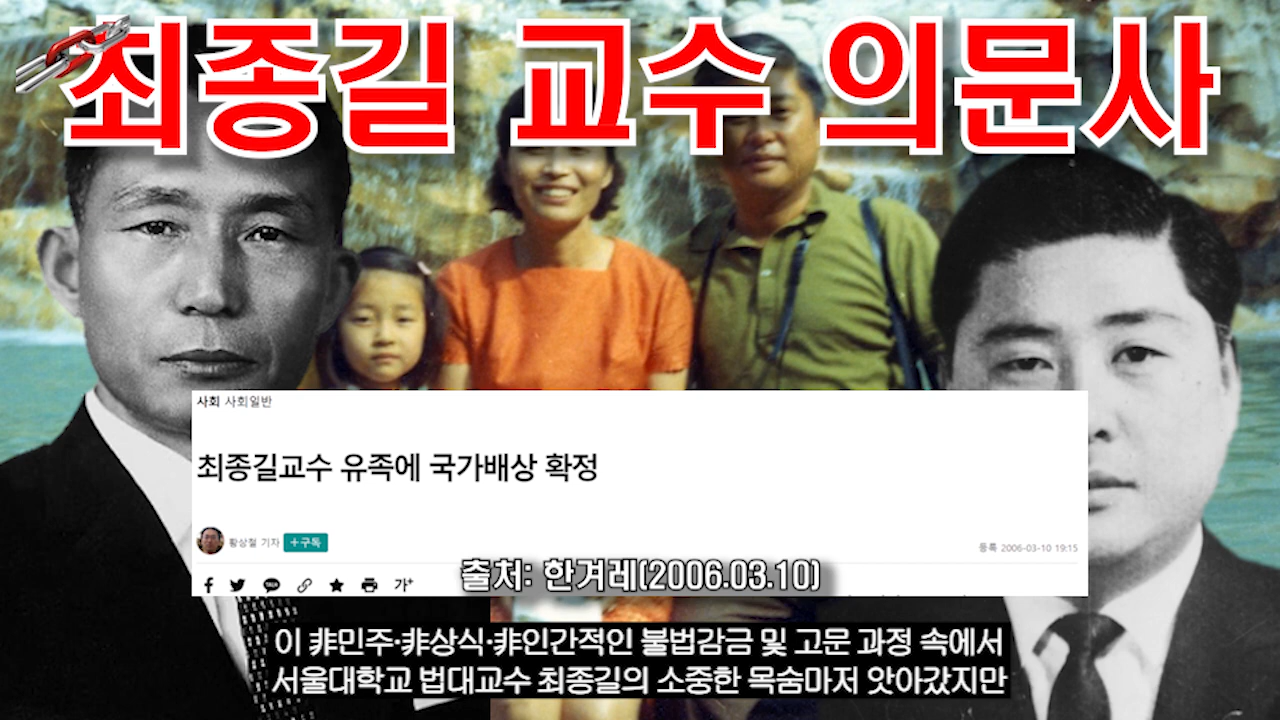 최종길 교수 의문사
사회 사회일반
최종길교수 유족에 국가배상 확정
황상철 기자 +구독
등록 2006-03-10 19:15
TALK
가+
출처: 한겨레(2006.03.10)
이 非민주·非상식·非인간적인 불법감금 및 고문 과정 속에서
서울대학교 법대교수 최종길의 소중한 목숨마저 앗아갔지만